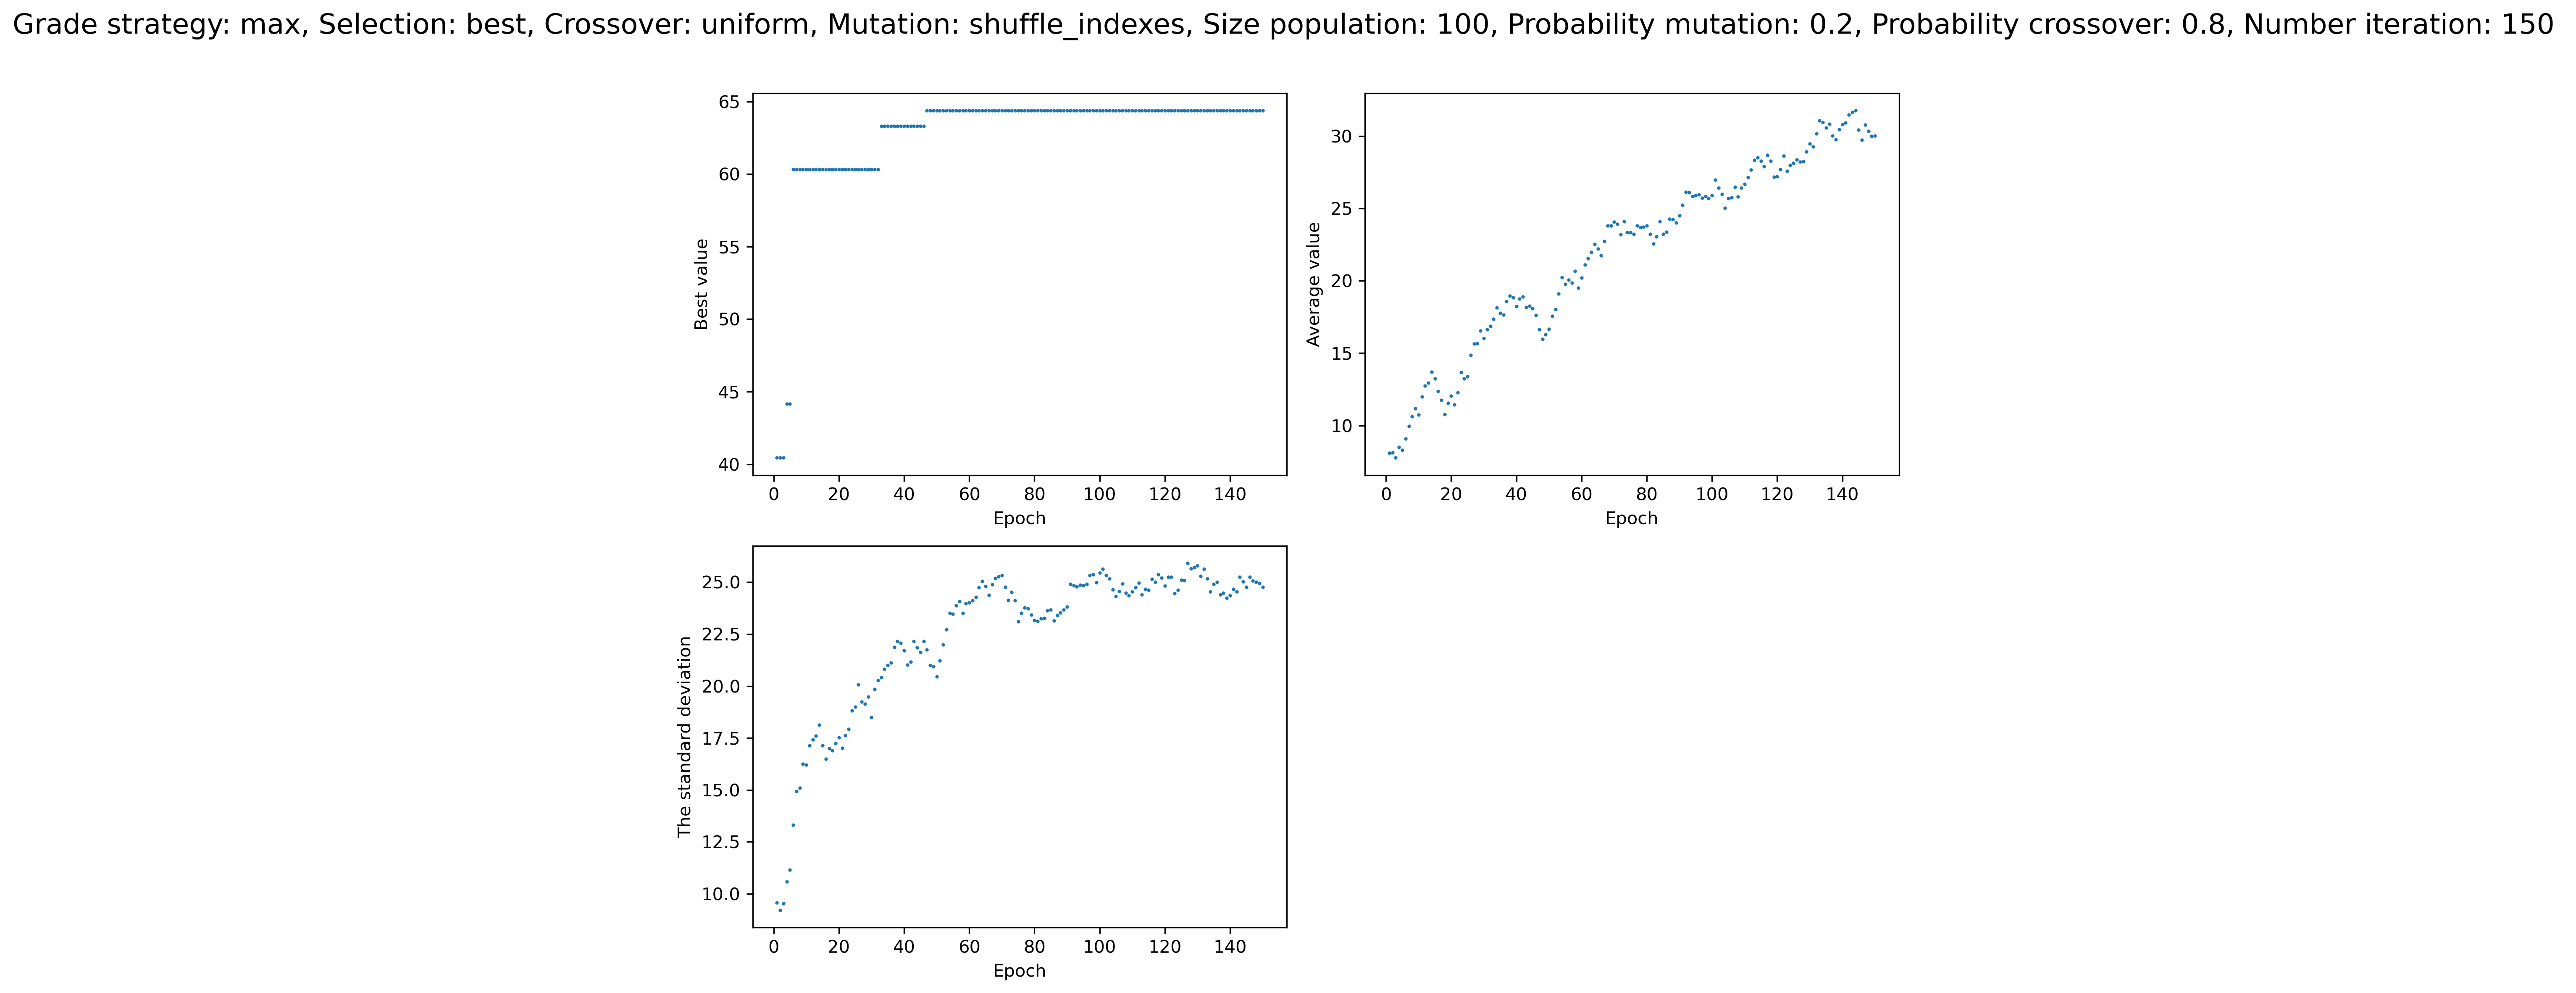 Grade strategy: max, Selection: best, Crossover: uniform, Mutation: shuffle_indexes, Size population: 100, Probability mutation: 0.2, Probability crossover: 0.8, Number iteration: 150
65
60
55
50
45
40
Best value
0 20 40 60 80 100 120 140
Epoch
30
25
20
15
10
Average value
0 20 40 60 80 100 120 140
Epoch
25.0
22.5
20.0
17.5
15.0
12.5
10.0
The standard deviation
0 20 40 60 80 100 120 140
Epoch